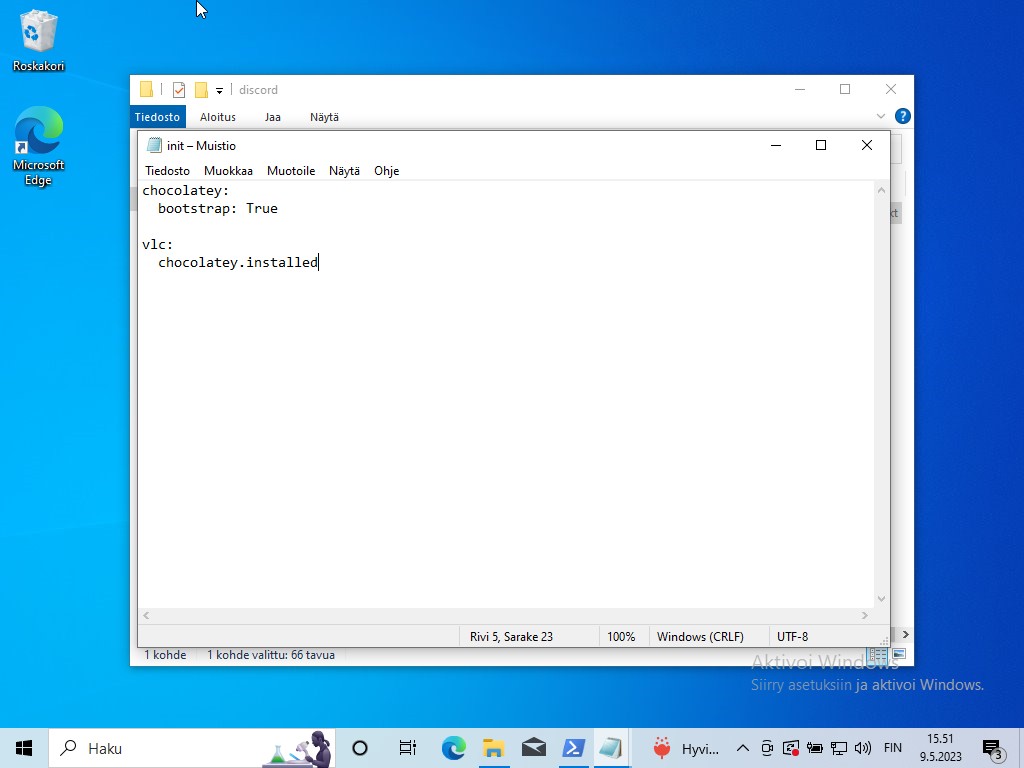 Roskakori
Microsoft
Edge
discord
Tiedosto Aloitus Jaa Näytä
init – Muistio
Tiedosto Muokkaa Muotoile Näytä Ohje
chocolatey:
  bootstrap: True
vlc:
  chocolatey.installed
kt
Rivi 5, Sarake 23 100% Windows (CRLF) UTF-8
1 kohde 1 kohde valittu: 66 tavua
Aktivoi Windows
Siirry asetuksiin ja aktivoi Windows.
Haku
Hyvi...
FIN
15.51
9.5.2023
3